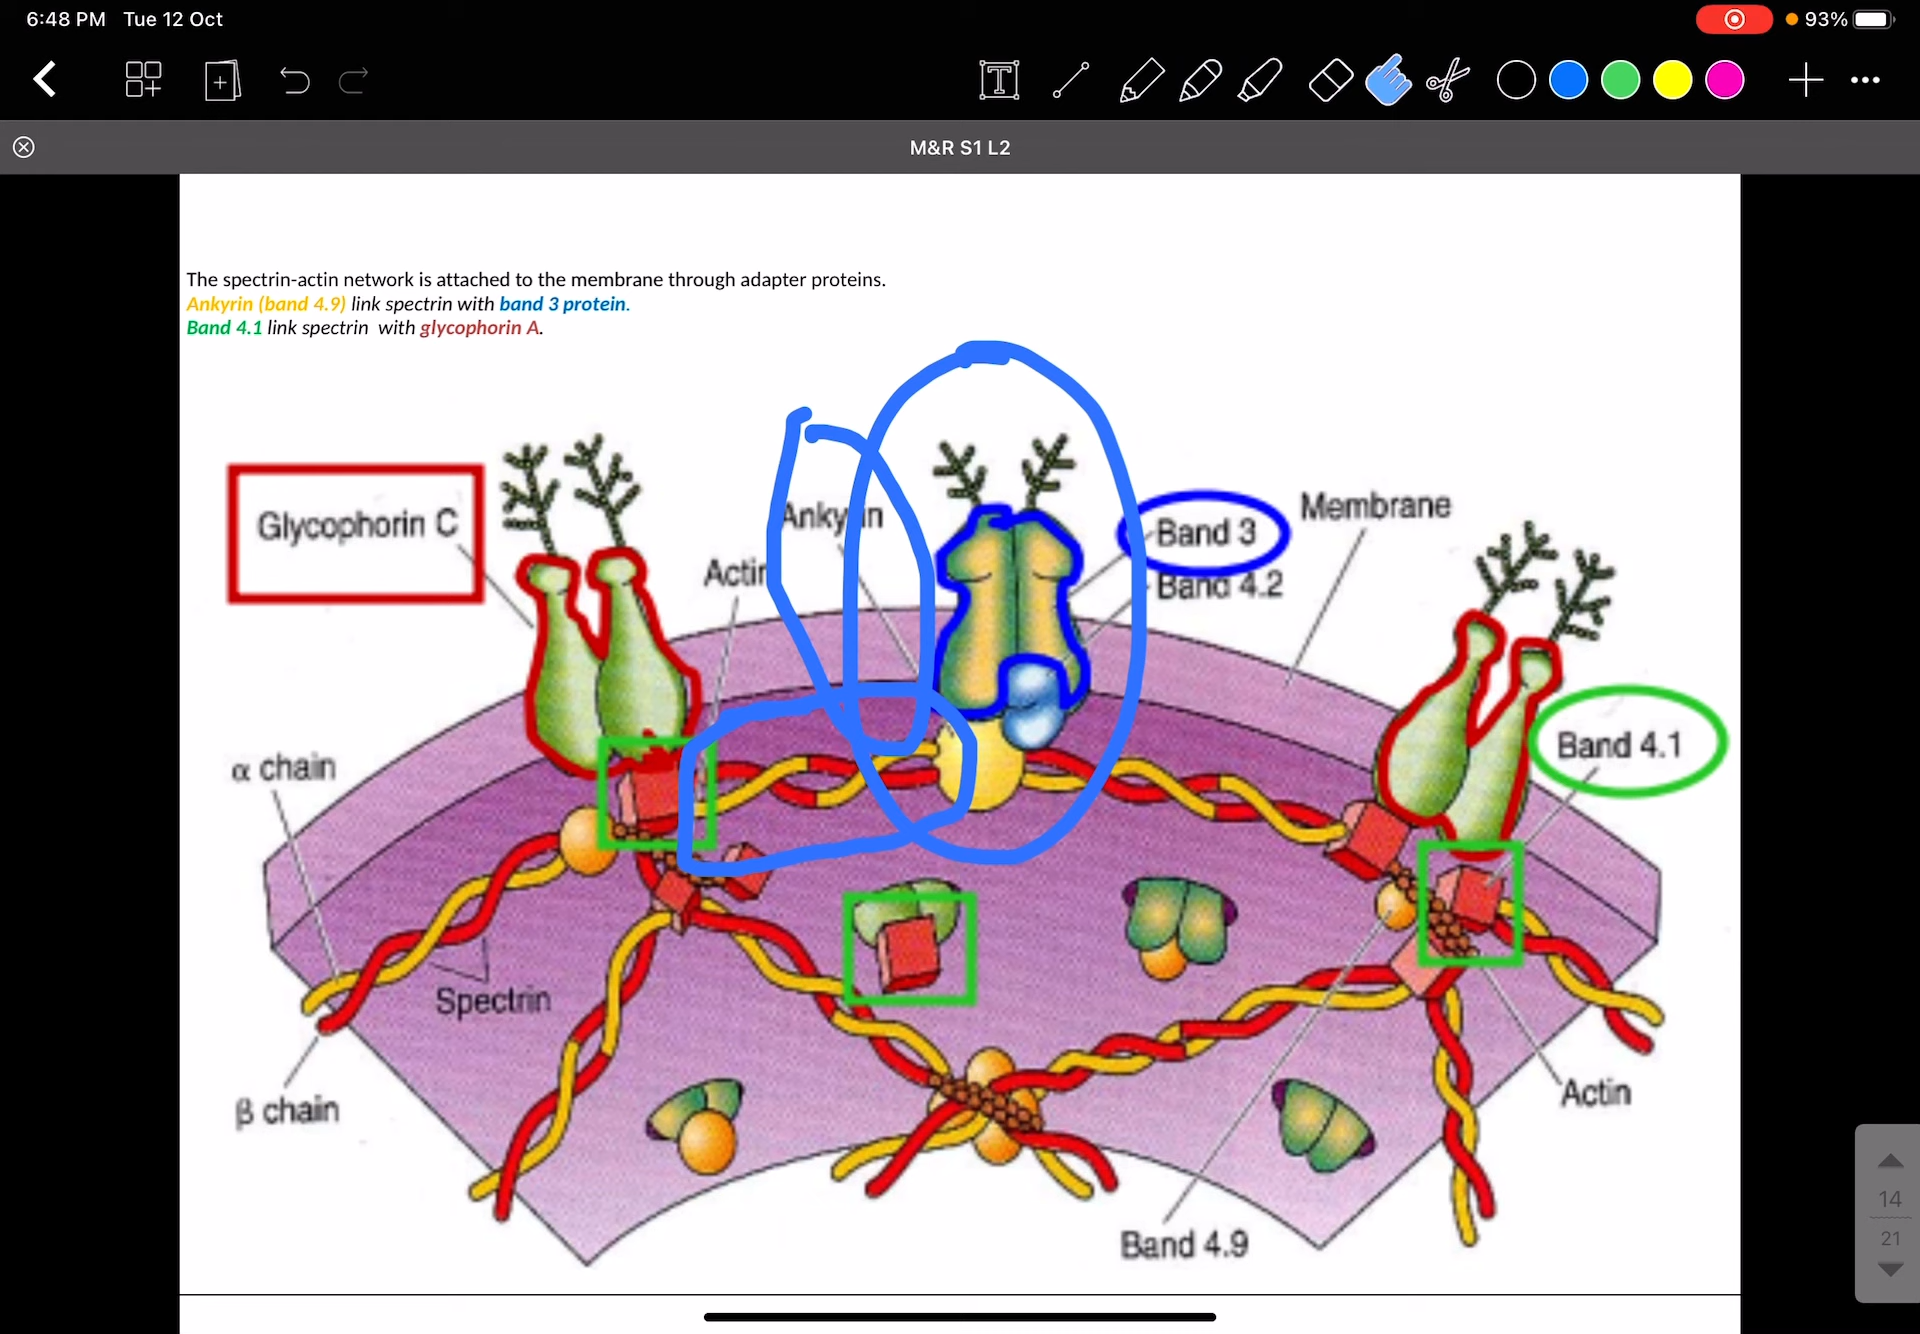 6:48 PM Tue 12 Oct
93%
T
M&R S1 L2
The spectrin-actin network is attached to the membrane through adapter proteins.
Ankyrin (band 4.9) link spectrin with band 3 protein.
Band 4.1 link spectrin with glycophorin A.
Glycophorin C
Ankyrin
Actin
Band 3
Band 4.2
Membrane
Band 4.1
α chain
Spectrin
β chain
Actin
Band 4.9
14
21